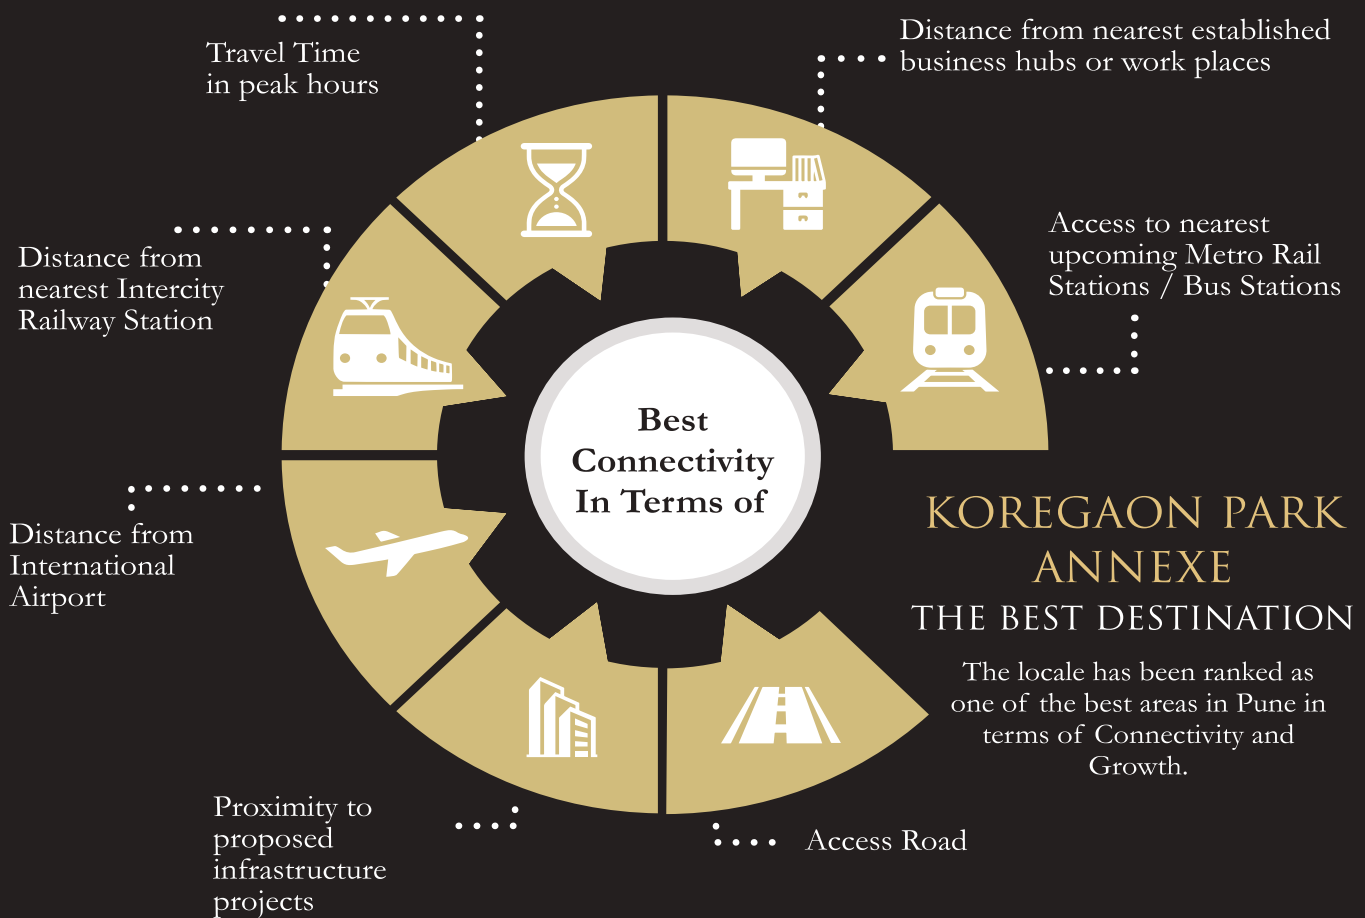 Travel Time
in peak hours
Distance from nearest established
business hubs or work places
Access to nearest
upcoming Metro Rail
Stations / Bus Stations
Distance from
nearest Intercity
Railway Station
Best
Connectivity
In Terms of
Distance from
International
Airport
KOREGAON PARK
ANNEXE
THE BEST DESTINATION
The locale has been ranked as
one of the best areas in Pune in
terms of Connectivity and
Growth.
Proximity to
proposed
infrastructure
projects
Access Road